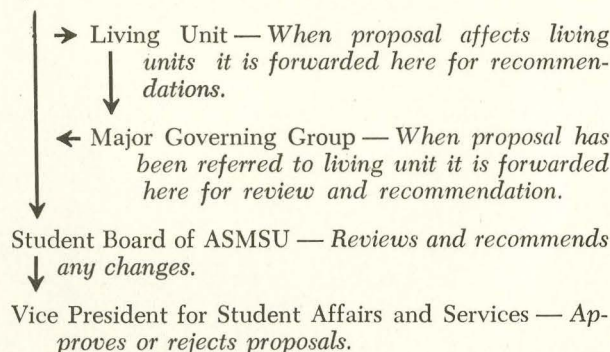 Living Unit — When proposal affects living
units it is forwarded here for recommen-
dations.
Major Governing Group — When proposal has
been referred to living unit it is forwarded
here for review and recommendation.
Student Board of ASMSU — Reviews and recommends
any changes.
Vice President for Student Affairs and Services — Ap-
proves or rejects proposals.